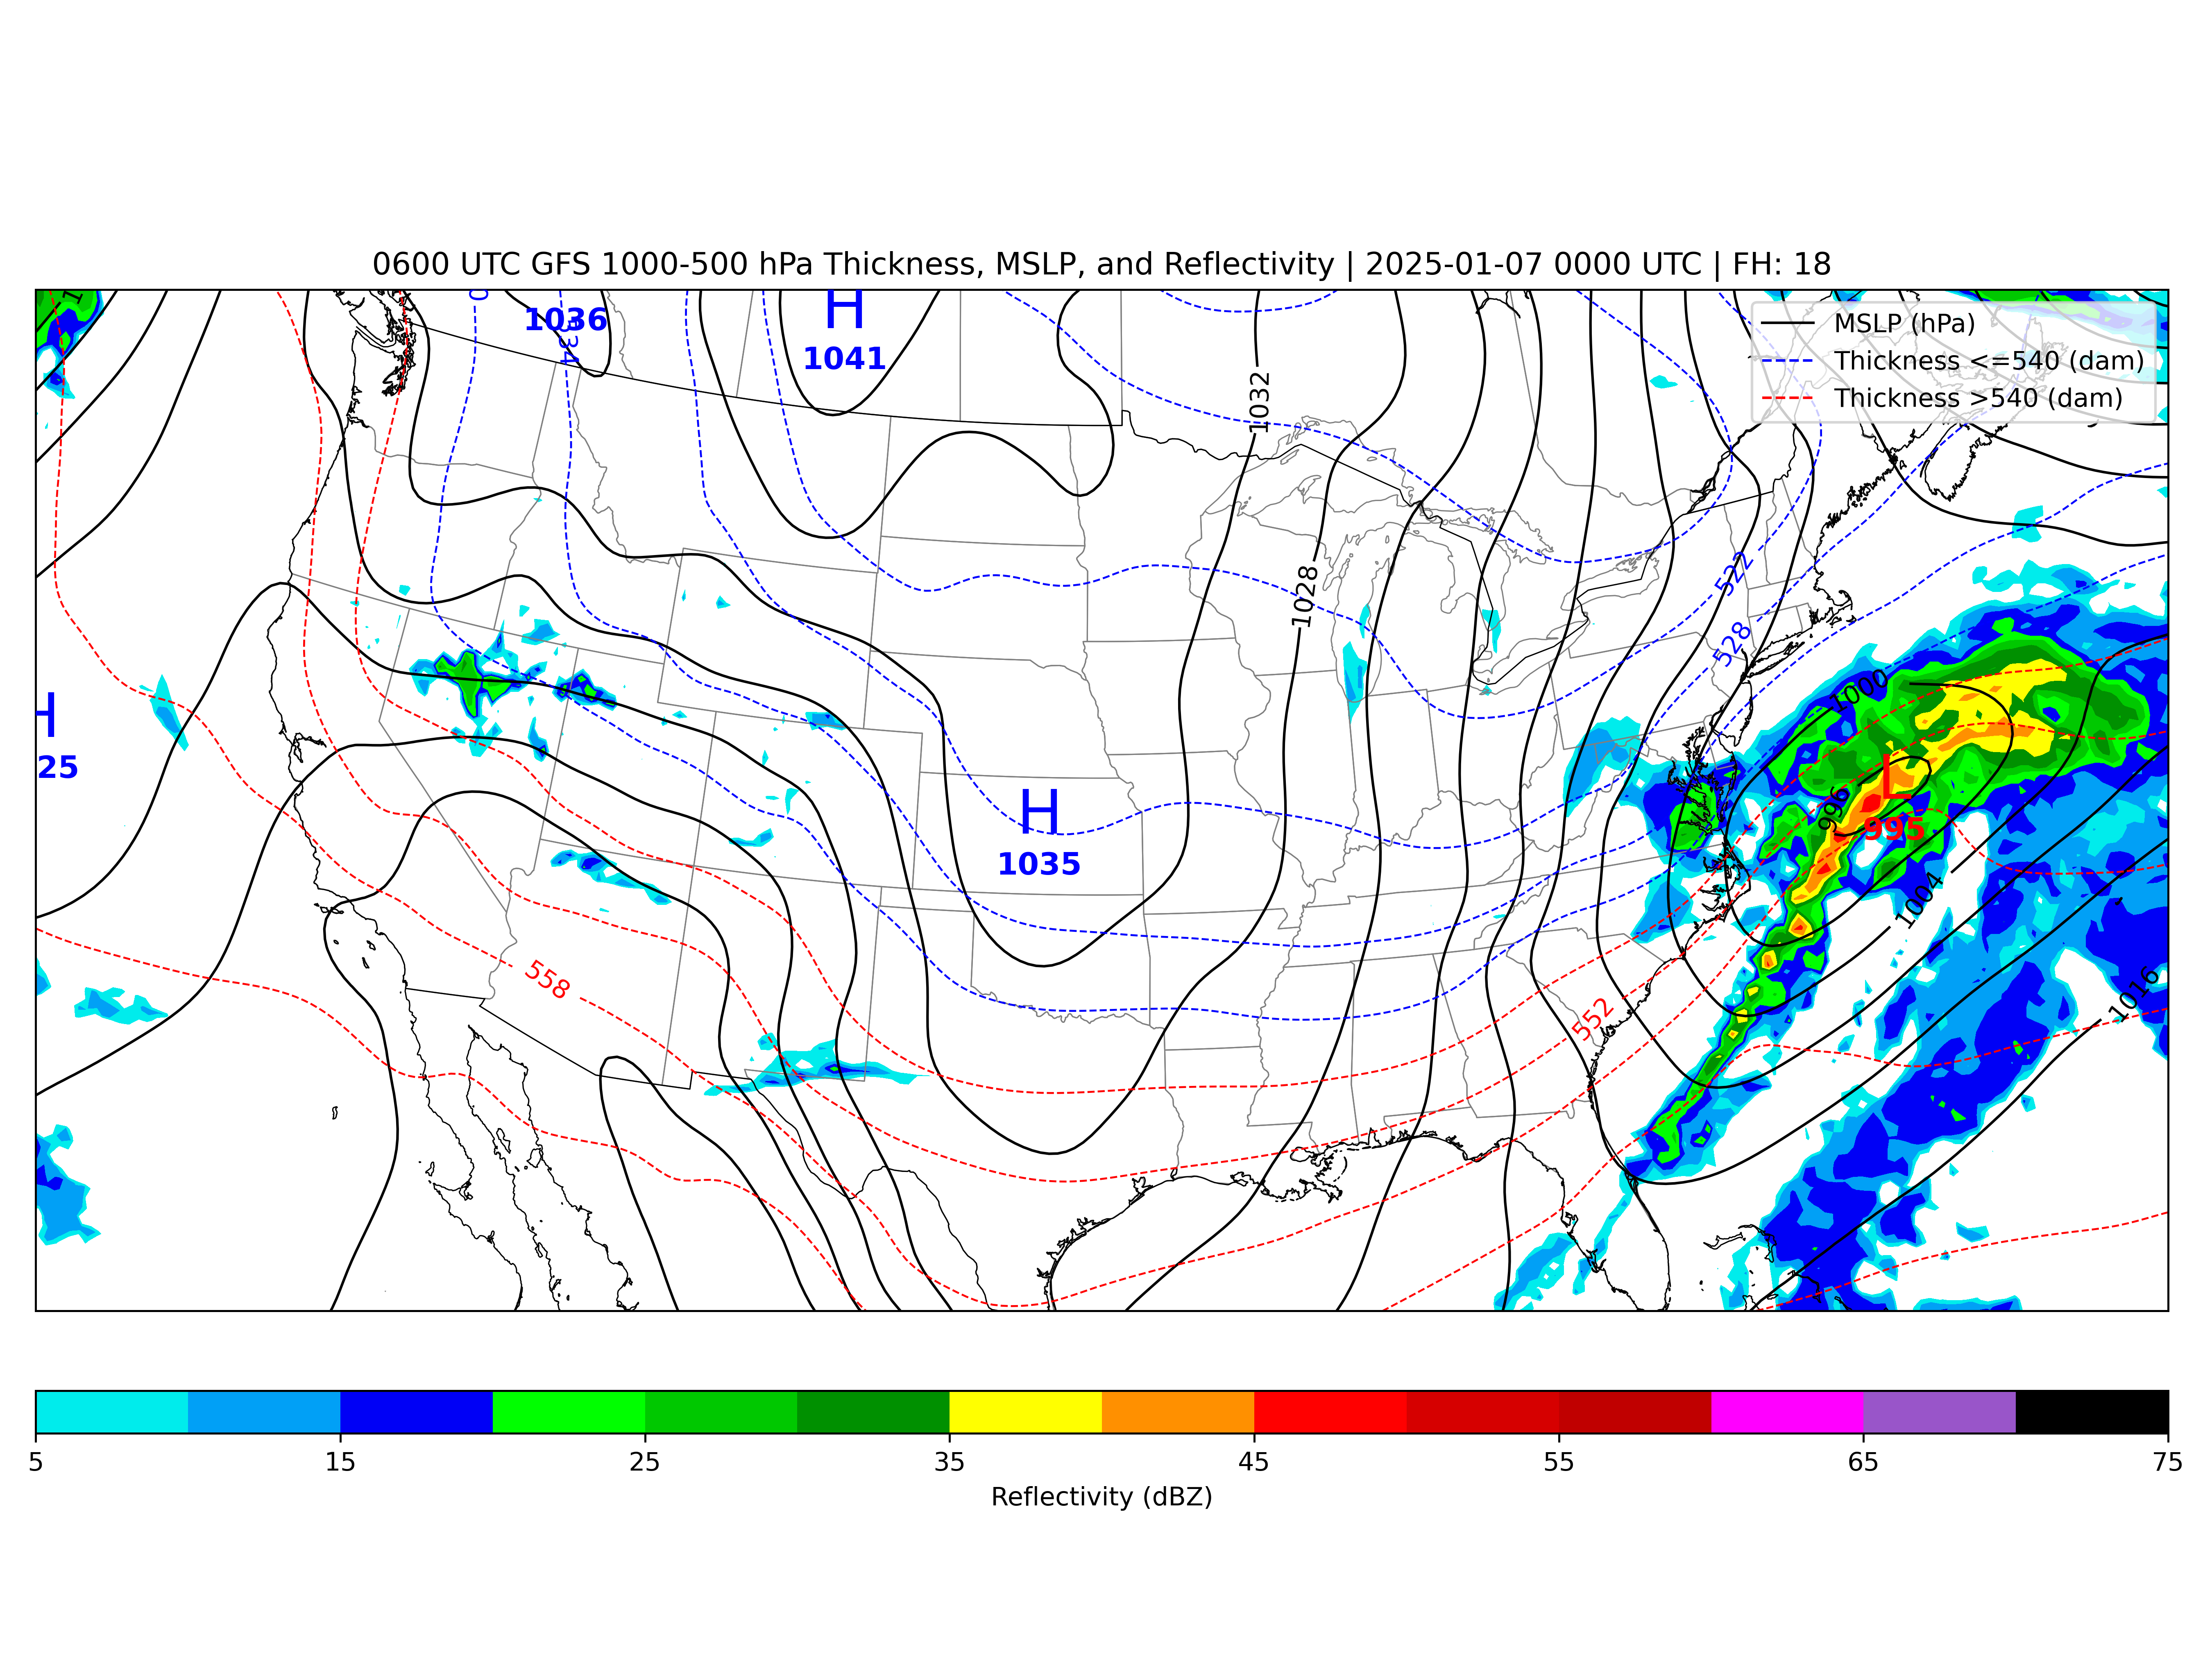 0600 UTC GFS 1000-500 hPa Thickness, MSLP, and Reflectivity | 2025-01-07 0000 UTC | FH: 18
MSLP (hPa)
Thickness <=540 (dam)
Thickness >540 (dam)
H
1036
534
1041
1032
1028
522
528
H
25
1000
L
996
995
H
1035
1004
558
552
1016
5 15 25 35 45 55 65 75
Reflectivity (dBZ)